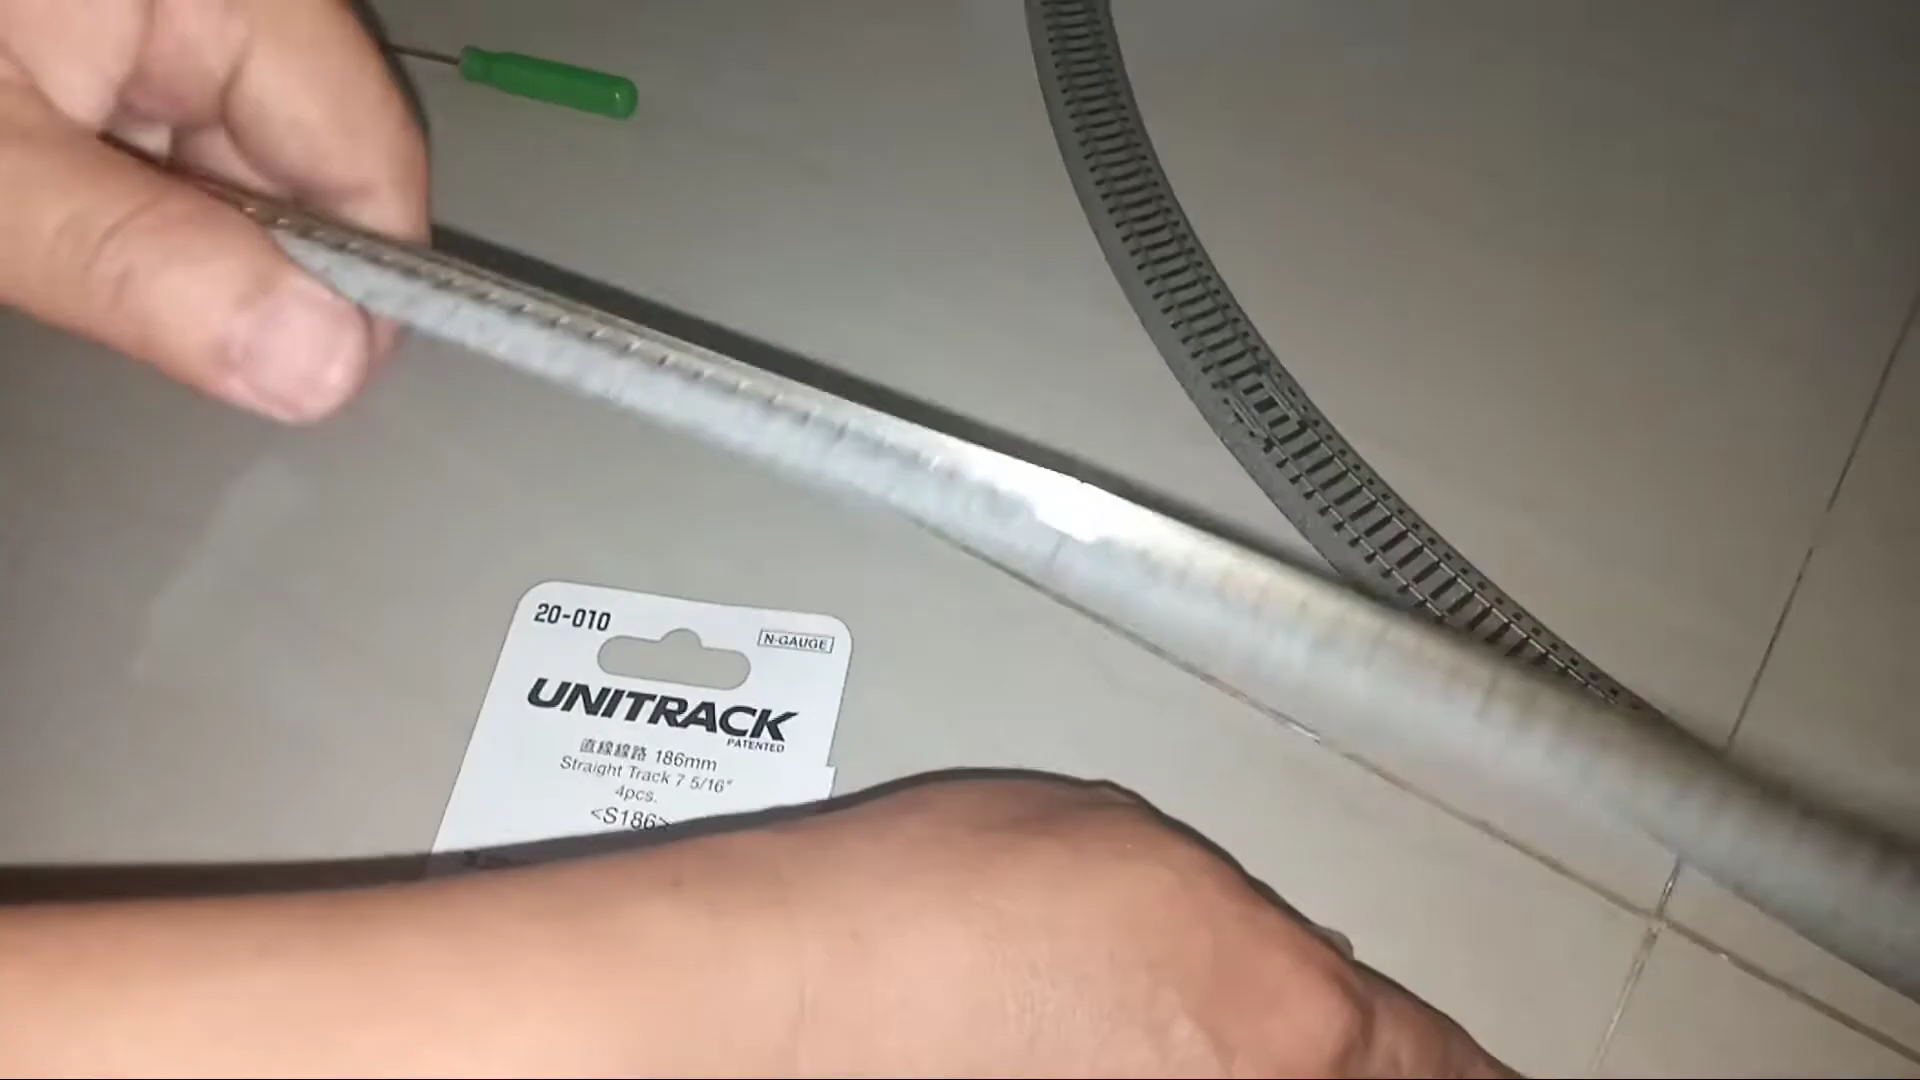 20-010
N-GAUGE
UNITRACK
PATENTED
直線線路 186mm
Straight Track 7 5/16"
4pcs.
<S186>